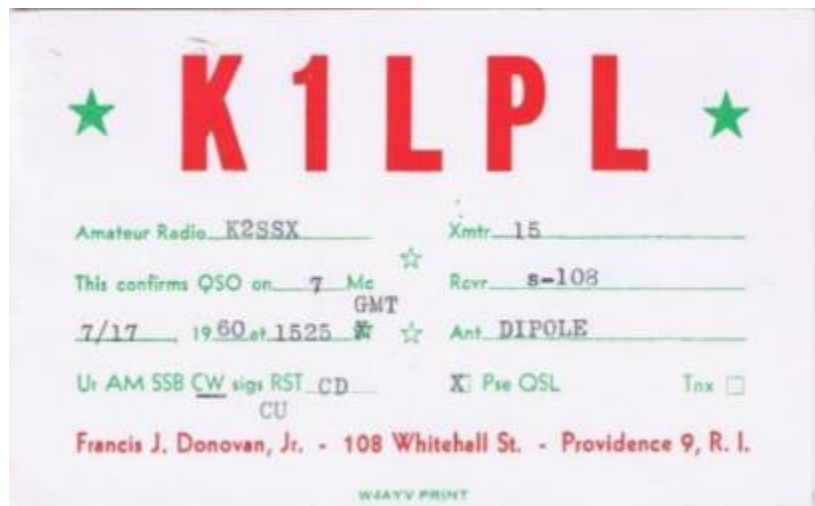 K1LPL
Amateur Radio K2SSX Xmtr 15
This confirms QSO on 7 Mc Rcvr s-108
GMT
7/17, 1960 at 1525 Ant DIPOLE
Ur AM SSB CW sigs RST CD X Pse QSL Tnx
CU
Francis J. Donovan, Jr. - 108 Whitehall St. - Providence 9, R. I.
W4AYV PRINT